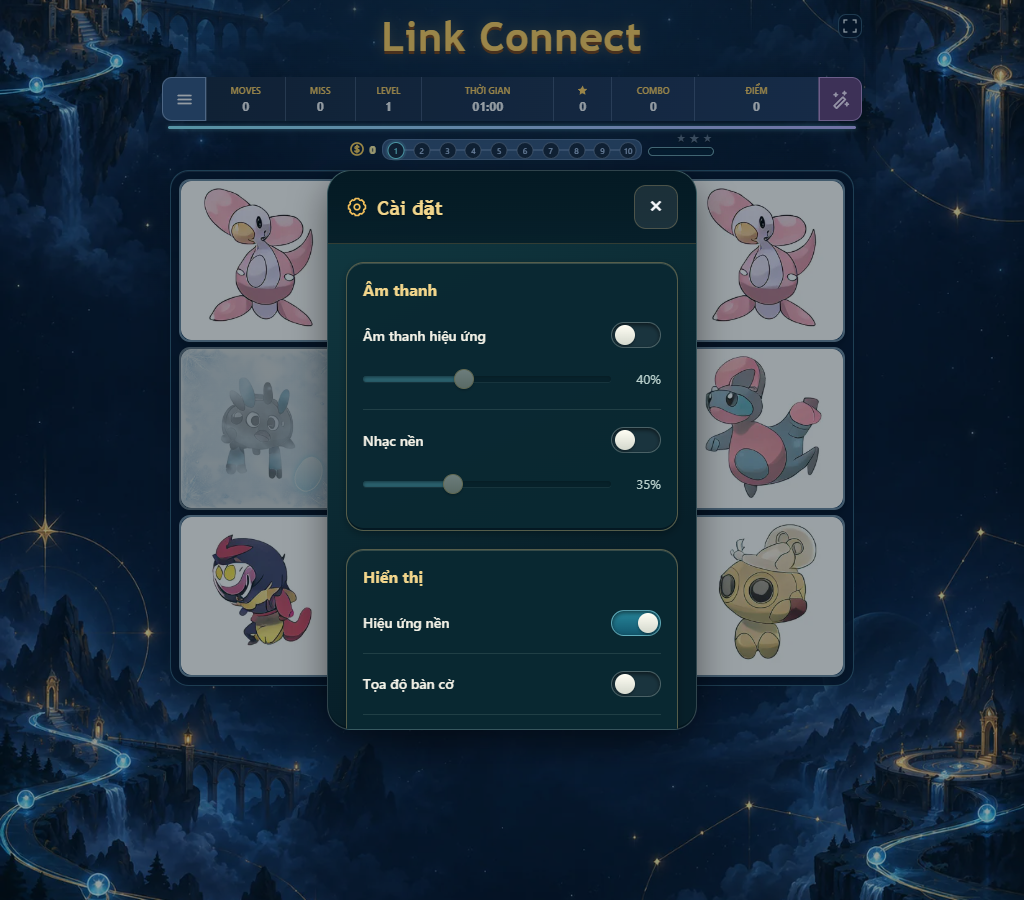 Link Connect
MOVES MISS LEVEL THỜI GIAN ★ COMBO ĐIỂM
0 0 1 01:00 0 0 0
$ 0 1 2 3 4 5 6 7 8 9 10 ★ ★ ★
Cài đặt ×
Âm thanh
Âm thanh hiệu ứng
40%
Nhạc nền
35%
Hiển thị
Hiệu ứng nền
Tọa độ bàn cờ